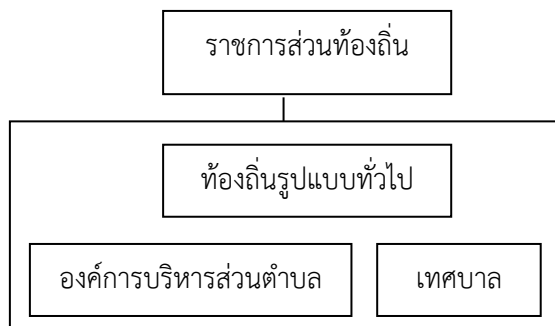 ราชการส่วนท้องถิ่น
ท้องถิ่นรูปแบบทั่วไป
องค์การบริหารส่วนตำบล เทศบาล